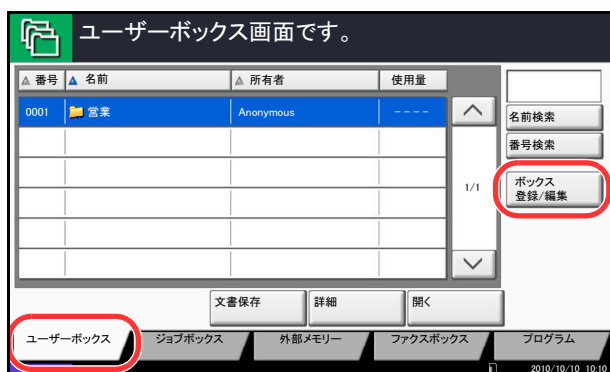 ユーザーボックス画面です。
番号 名前 所有者 使用量
0001 営業 Anonymous ----
名前検索
番号検索
1/1
ボックス
登録/編集
文書保存 詳細 開く
ユーザーボックス ジョブボックス 外部メモリー ファクスボックス プログラム
2010/10/10 10:10